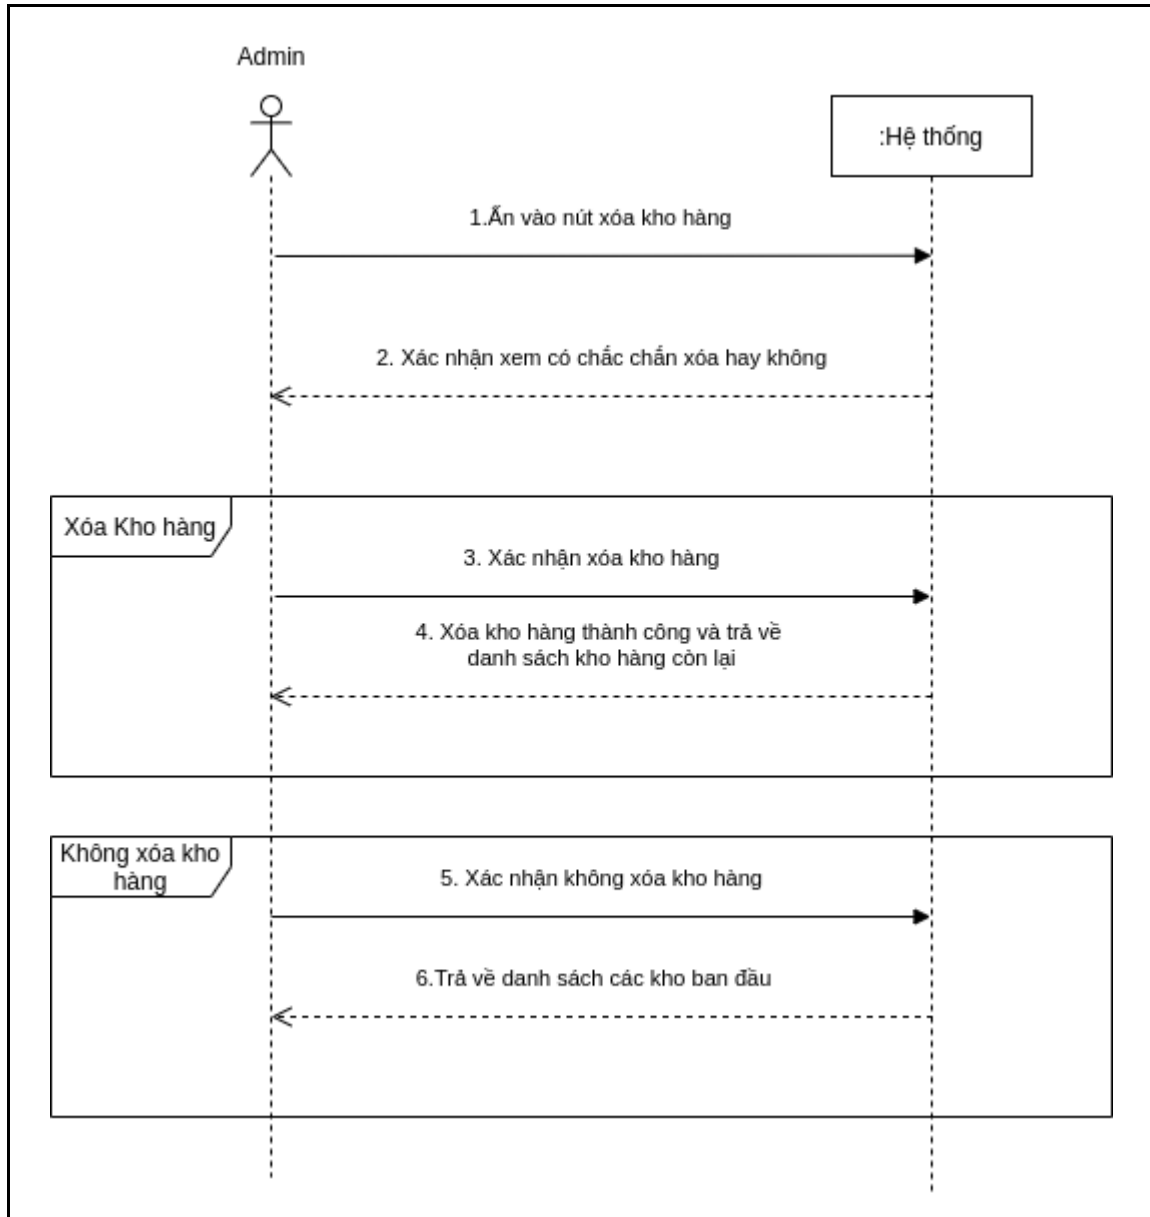 Admin
:Hệ thống
1.Ấn vào nút xóa kho hàng
2. Xác nhận xem có chắc chắn xóa hay không
Xóa Kho hàng
3. Xác nhận xóa kho hàng
4. Xóa kho hàng thành công và trả về
danh sách kho hàng còn lại
Không xóa kho
hàng
5. Xác nhận không xóa kho hàng
6.Trả về danh sách các kho ban đầu